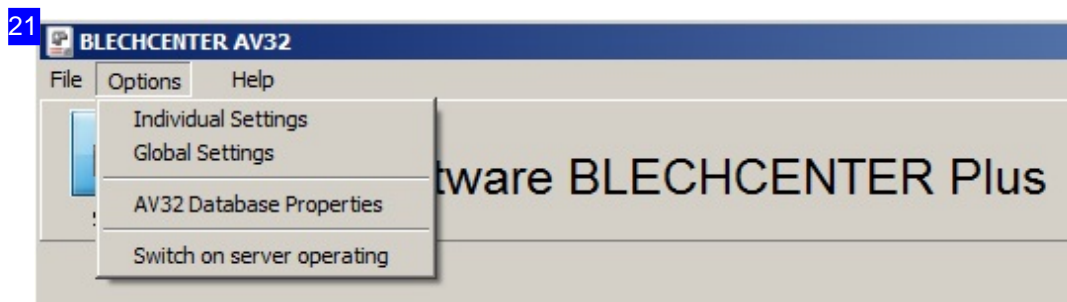 21
BLECHCENTER AV32
File Options Help
Individual Settings
Global Settings
tware BLECHCENTER Plus
AV32 Database Properties
Switch on server operating